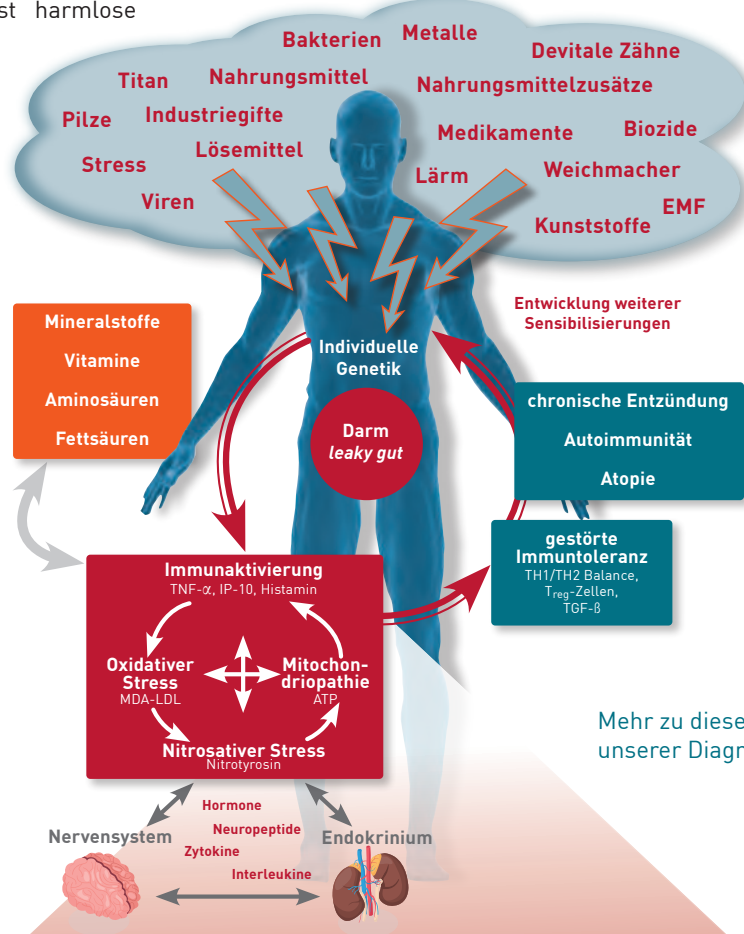 st harmlose
Bakterien
Metalle
Devitale Zähne
Titan
Nahrungsmittel
Nahrungsmittelzusätze
Pilze
Industriegifte
Medikamente
Biozide
Stress
Lösemittel
Lärm
Weichmacher
Viren
EMF
Kunststoffe
Mineralstoffe
Vitamine
Aminosäuren
Fettsäuren
Individuelle
Genetik
Darm
leaky gut
Entwicklung weiterer
Sensibilisierungen
chronische Entzündung
Autoimmunität
Atopie
gestörte
Immuntoleranz
TH1/TH2 Balance,
Treg-Zellen,
TGF-ß
Immunaktivierung
TNF-α, IP-10, Histamin
Oxidativer
Stress
MDA-LDL
Mitochon-
driopathie
ATP
Nitrosativer Stress
Nitrotyrosin
Mehr zu diese
unserer Diagr
Hormone
Neuropeptide
Zytokine
Interleukine
Nervensystem
Endokrinium